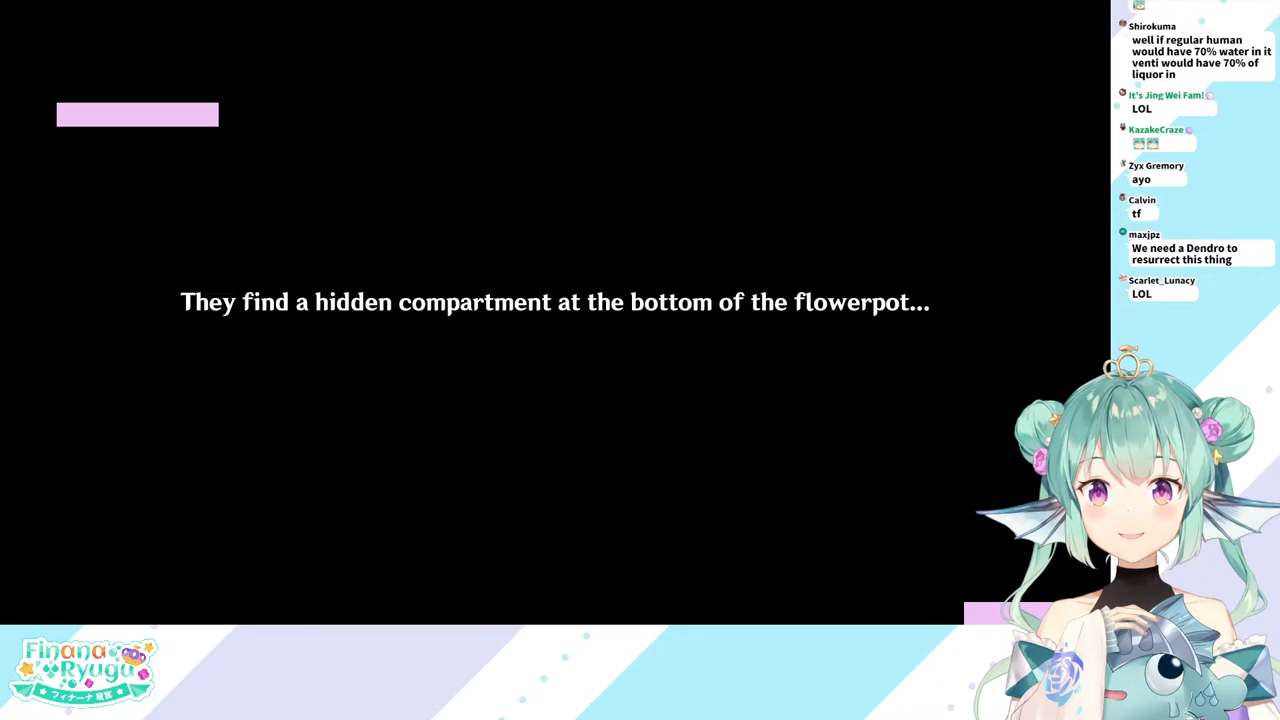 They find a hidden compartment at the bottom of the flowerpot...
Shirokuma
well if regular human
would have 70% water in it
venti would have 70% of
liquor in
It's Jing Wei Fam!
LOL
KazakeCraze
Zyx Gremory
ayo
Calvin
tf
maxjpz
We need a Dendro to
resurrect this thing
Scarlet_Lunacy
LOL
Finana
Ryugu
フィナーナ 竜宮